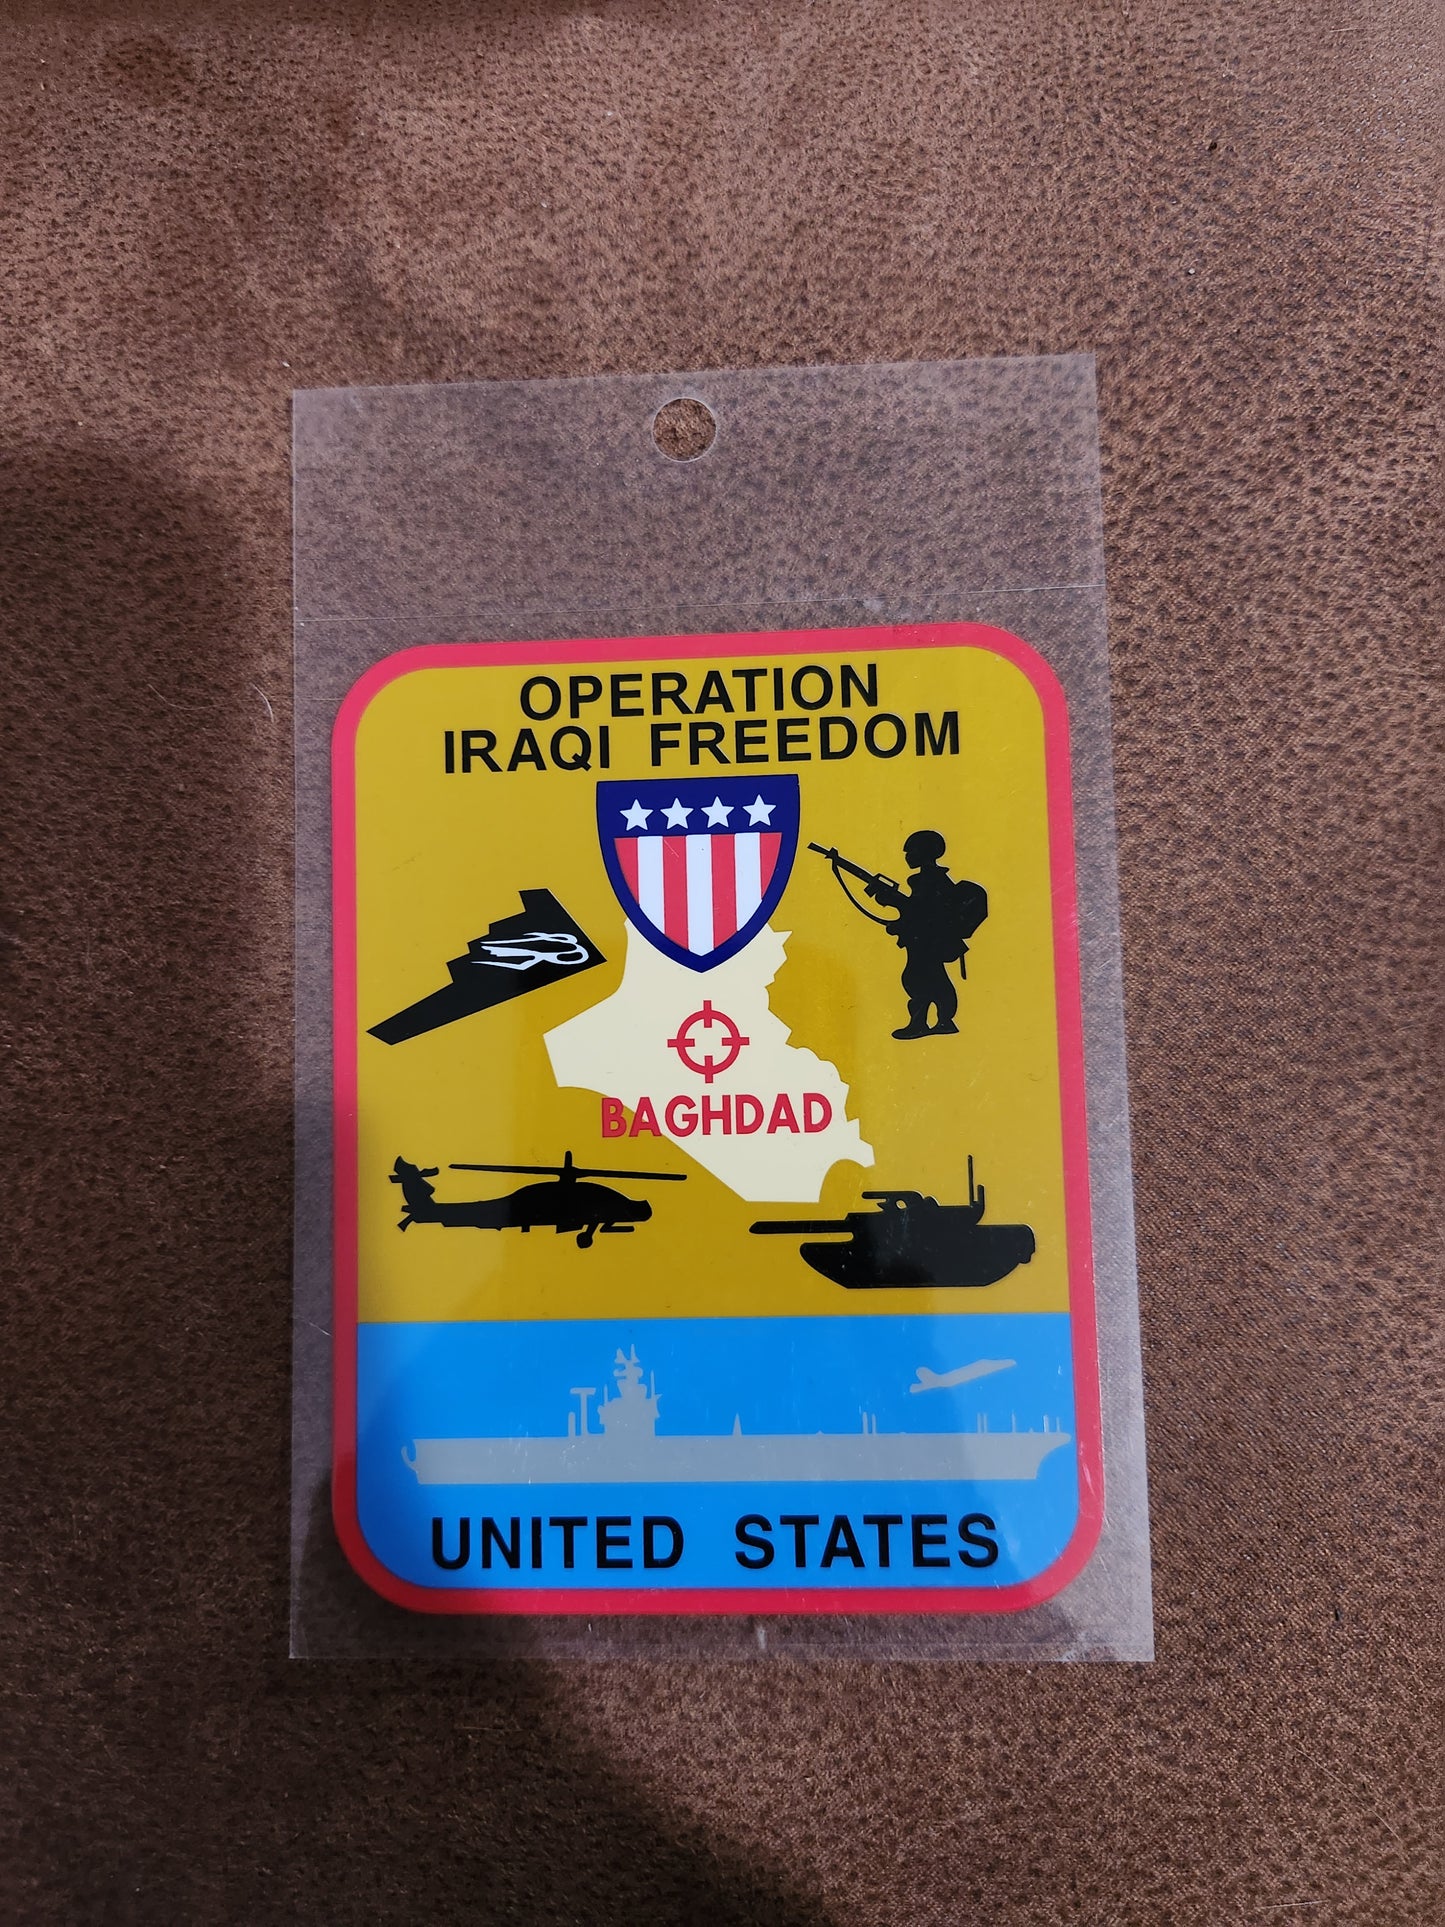 OPERATION
IRAQI FREEDOM
BAGHDAD
UNITED STATES